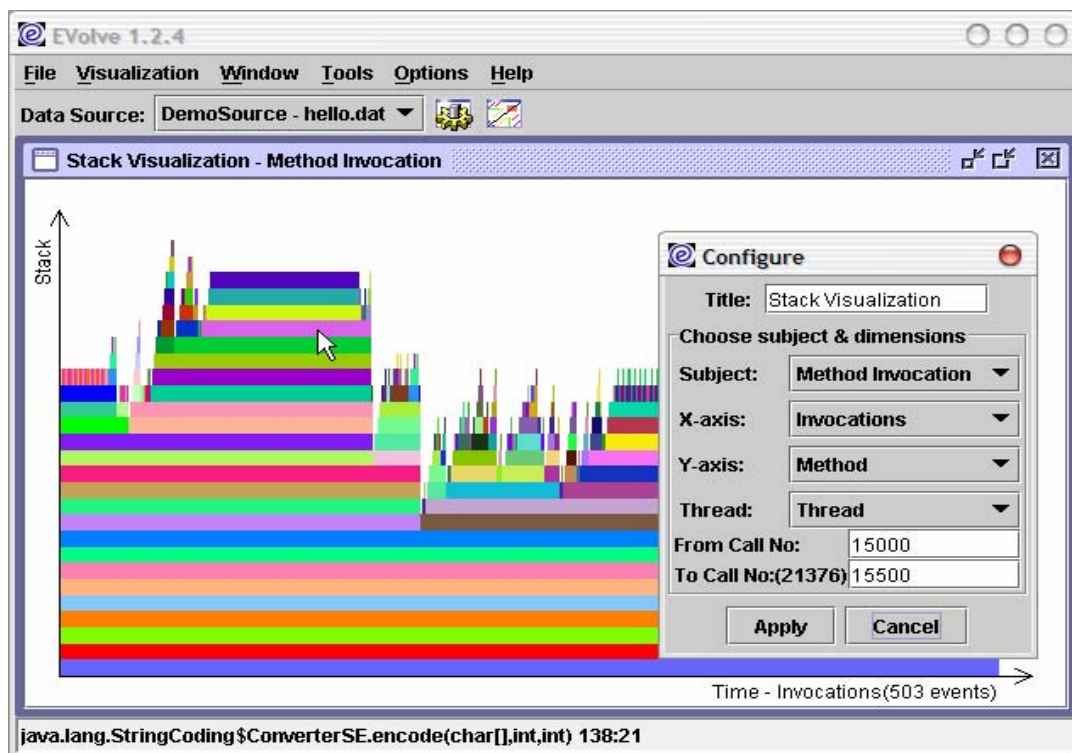 EVolve 1.2.4
File Visualization Window Tools Options Help
Data Source: DemoSource - hello.dat
Stack Visualization - Method Invocation
Stack
Configure
Title: Stack Visualization
Choose subject & dimensions
Subject: Method Invocation
X-axis: Invocations
Y-axis: Method
Thread: Thread
From Call No: 15000
To Call No:(21376) 15500
Apply Cancel
Time - Invocations(503 events)
java.lang.StringCoding$ConverterSE.encode(char[],int,int) 138:21